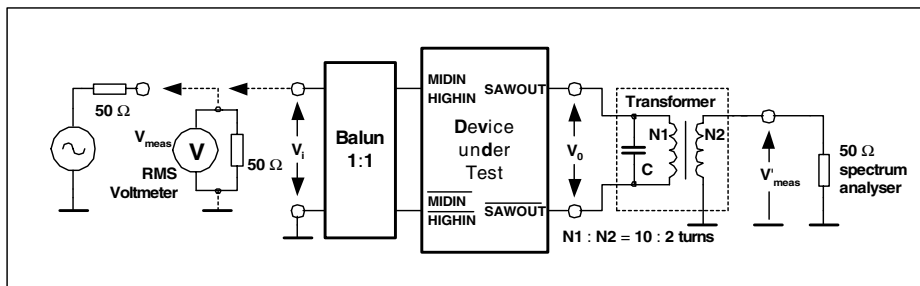 50 Ω
V meas
RMS
Voltmeter
V
50 Ω
Vi
Balun
1:1
MIDIN
HIGHIN
SAWOUT
Device
under
Test
MIDIN
HIGHIN
SAWOUT
V0
Transformer
N1
N2
C
N1 : N2 = 10 : 2 turns
V'meas
50 Ω
spectrum
analyser